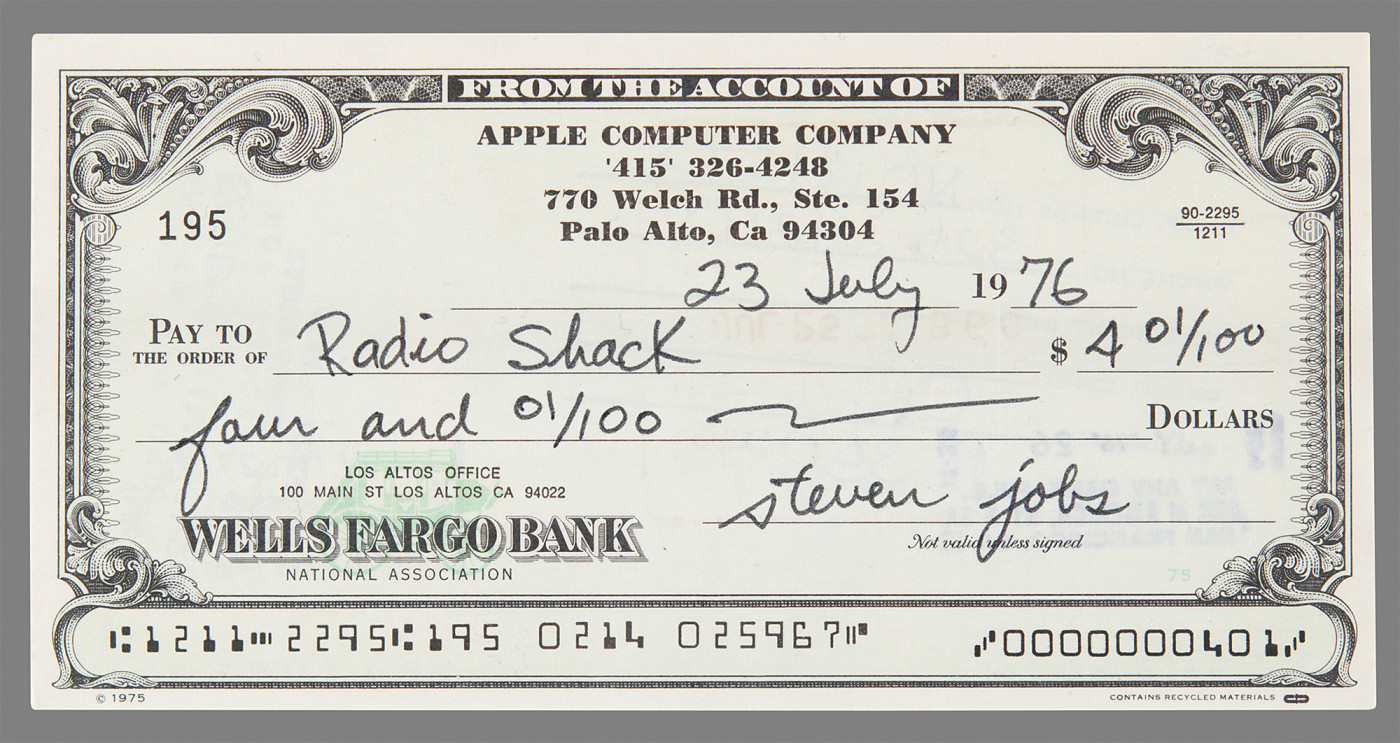 FROM THE ACCOUNT OF
APPLE COMPUTER COMPANY
'415' 326-4248
770 Welch Rd., Ste. 154
Palo Alto, Ca 94304
195
90-2295
1211
23 July 1976
PAY TO
THE ORDER OF Radio Shack $ 4 01/100
four and 01/100 DOLLARS
LOS ALTOS OFFICE
100 MAIN ST LOS ALTOS CA 94022
WELLS FARGO BANK
NATIONAL ASSOCIATION
steven jobs
Not valid unless signed
75
⑆1211⑉2295⑆195 0214 025967⑈ ⑇0000000401⑇
© 1975
CONTAINS RECYCLED MATERIALS